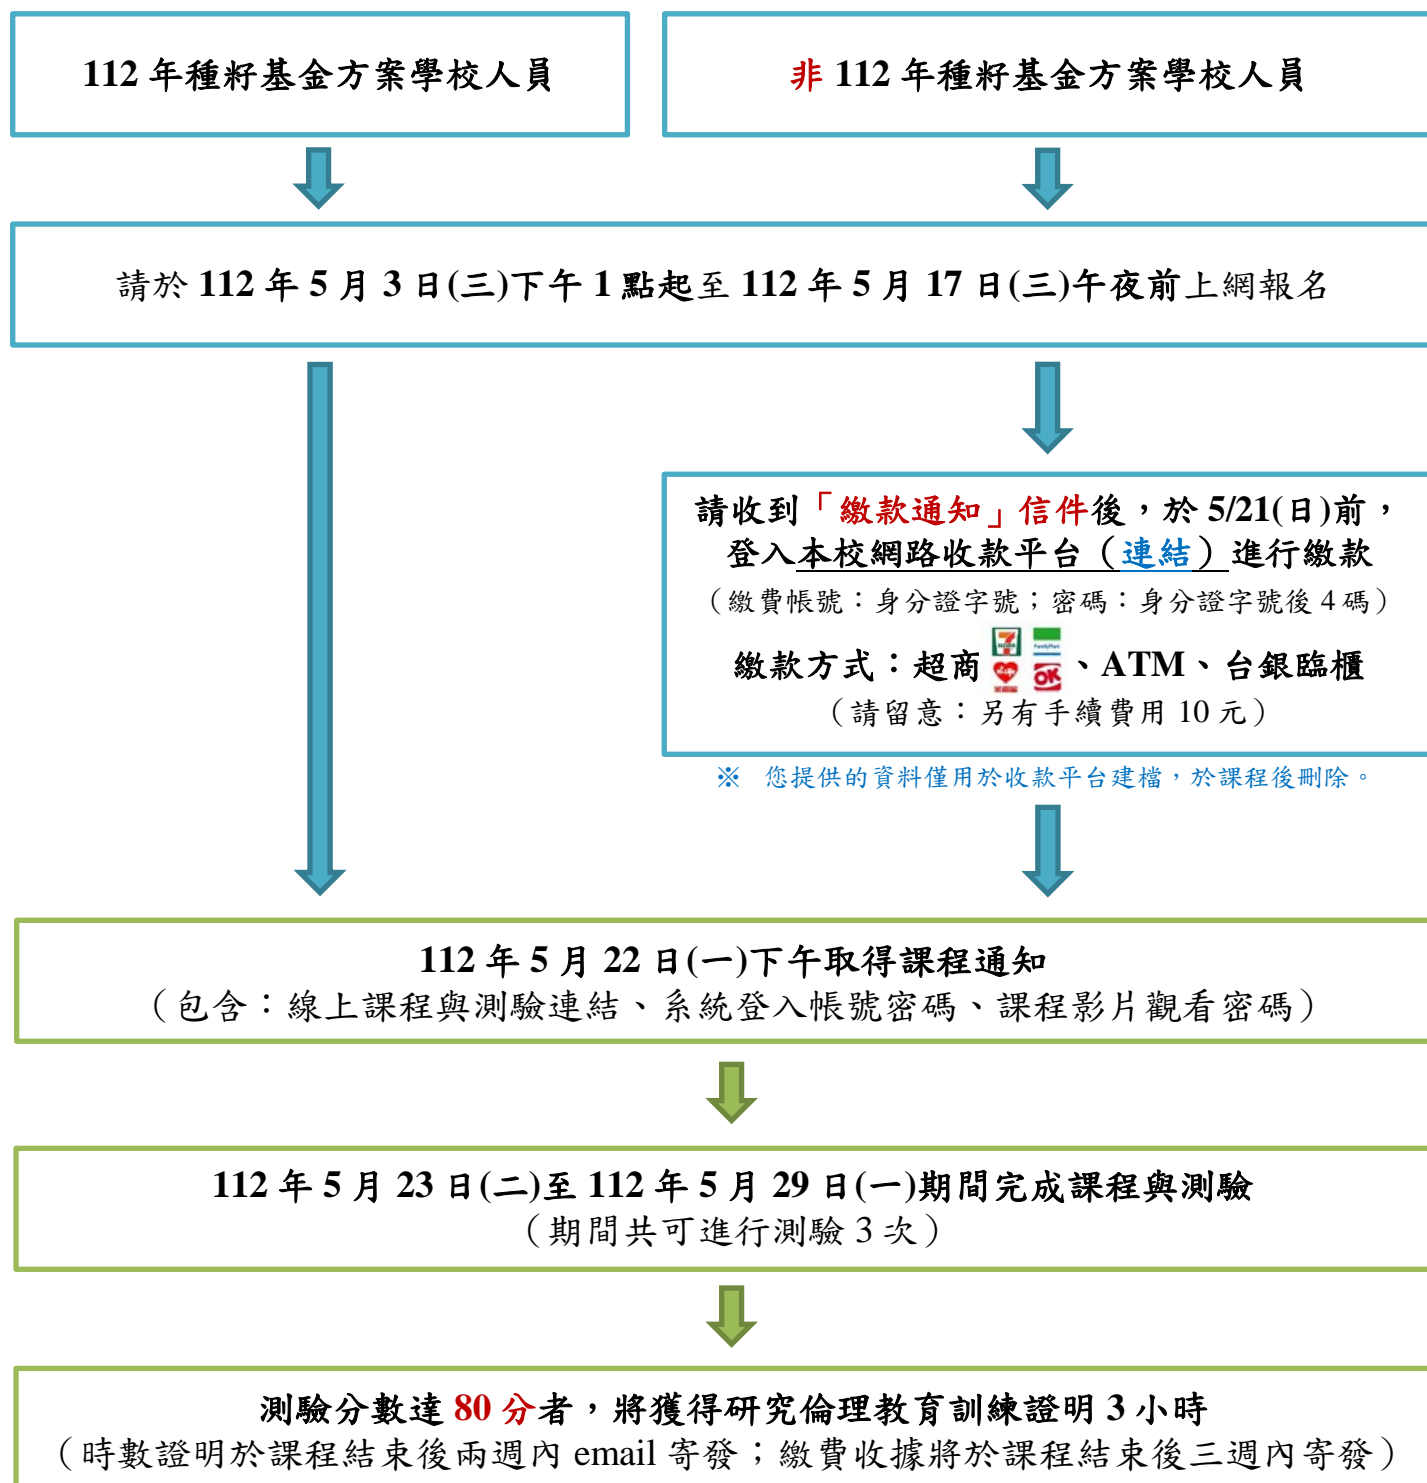 112 年種籽基金方案學校人員
非 112 年種籽基金方案學校人員
請於 112 年 5 月 3 日(三)下午 1 點起至 112 年 5 月 17 日(三)午夜前上網報名
請收到「繳款通知」信件後，於 5/21(日)前，
登入本校網路收款平台（連結）進行繳款
（繳費帳號：身分證字號；密碼：身分證字號後 4 碼）
繳款方式：超商、ATM、台銀臨櫃
（請留意：另有手續費用 10 元）
※ 您提供的資料僅用於收款平台建檔，於課程後刪除。
112 年 5 月 22 日(一)下午取得課程通知
（包含：線上課程與測驗連結、系統登入帳號密碼、課程影片觀看密碼）
112 年 5 月 23 日(二)至 112 年 5 月 29 日(一)期間完成課程與測驗
（期間共可進行測驗 3 次）
測驗分數達 80 分者，將獲得研究倫理教育訓練證明 3 小時
（時數證明於課程結束後兩週內 email 寄發；繳費收據將於課程結束後三週內寄發）